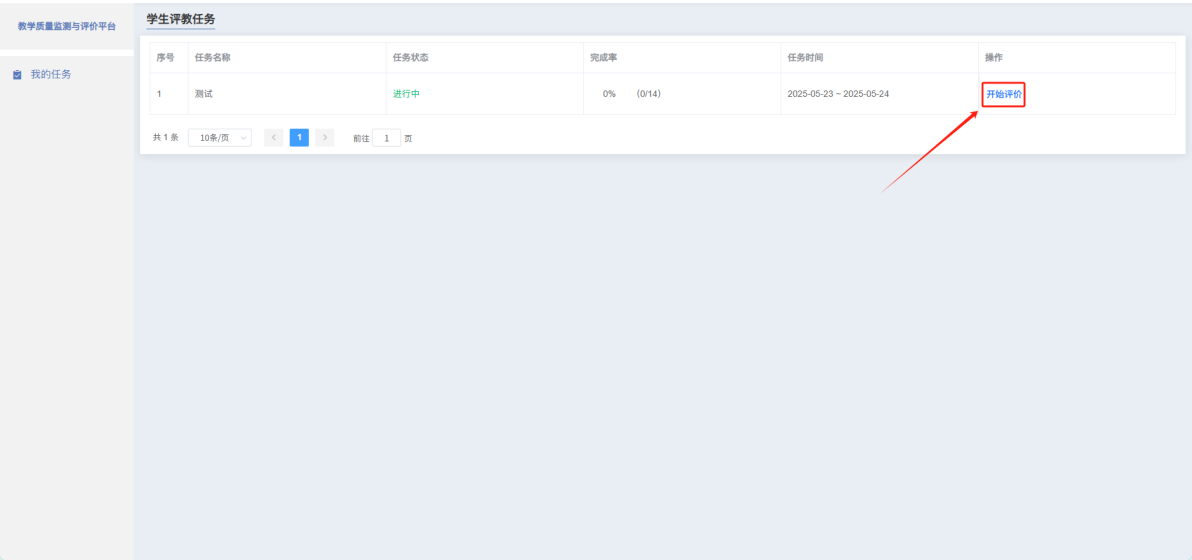 学生评教任务
教学质量监测与评价平台
我的任务
序号 任务名称 任务状态 完成率 任务时间 操作
1 测试 进行中 0% (0/14) 2025-05-23 ~ 2025-05-24 开始评价
共 1 条 10条/页 < 1 > 前往 1 页